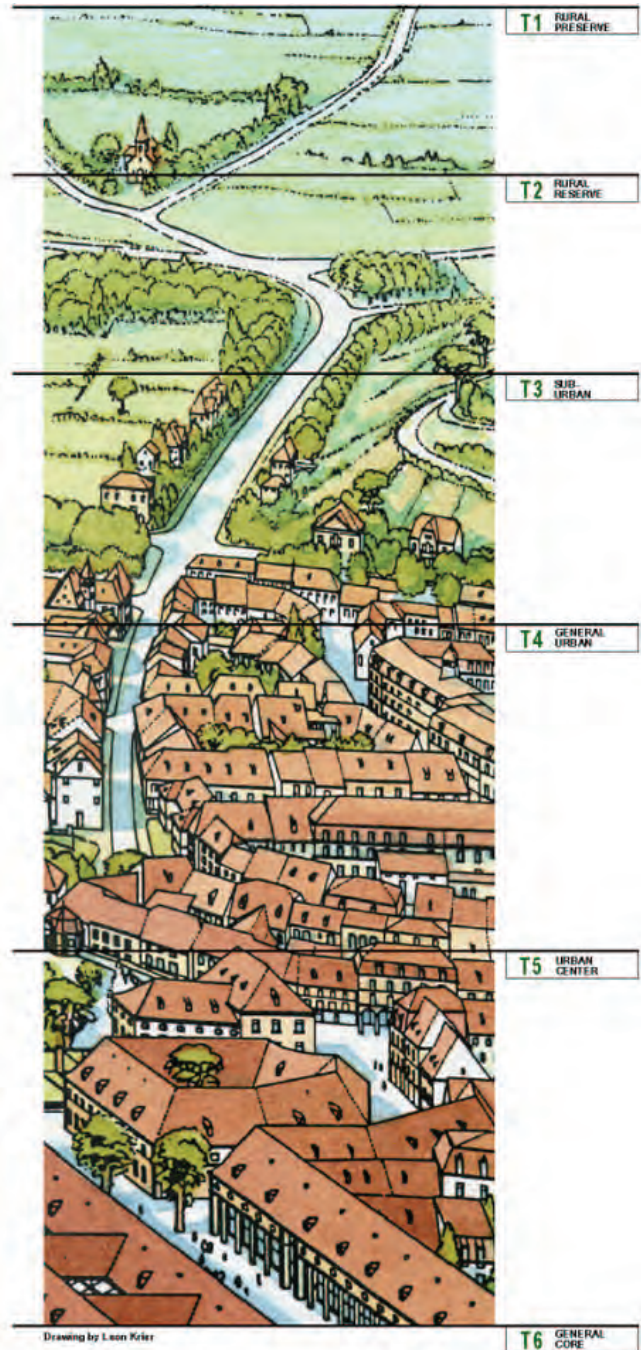 T1 RURAL
PRESERVE
T2 RURAL
RESERVE
T3 SUB-
URBAN
T4 GENERAL
URBAN
T5 URBAN
CENTER
Drawing by Leon Krier
T6 GENERAL
CORE